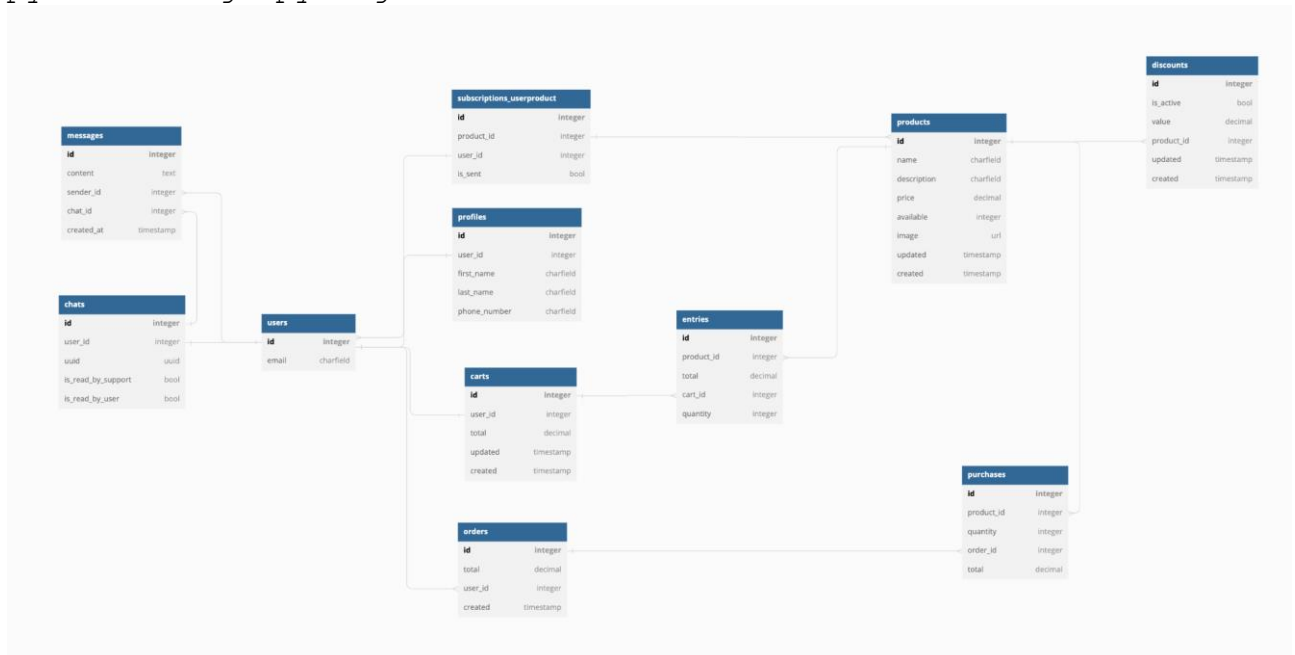 messages
id integer
content text
sender_id integer
chat_id integer
created_at timestamp
chats
id integer
user_id integer
uuid uuid
is_read_by_support bool
is_read_by_user bool
users
id integer
email charfield
subscriptions_userproduct
id integer
product_id integer
user_id integer
is_sent bool
profiles
id integer
user_id integer
first_name charfield
last_name charfield
phone_number charfield
carts
id integer
user_id integer
total decimal
updated timestamp
created timestamp
orders
id integer
total decimal
user_id integer
created timestamp
entries
id integer
product_id integer
total decimal
cart_id integer
quantity integer
products
id integer
name charfield
description charfield
price decimal
available integer
image url
updated timestamp
created timestamp
purchases
id integer
product_id integer
quantity integer
order_id integer
total decimal
discounts
id integer
is_active bool
value decimal
product_id integer
updated timestamp
created timestamp